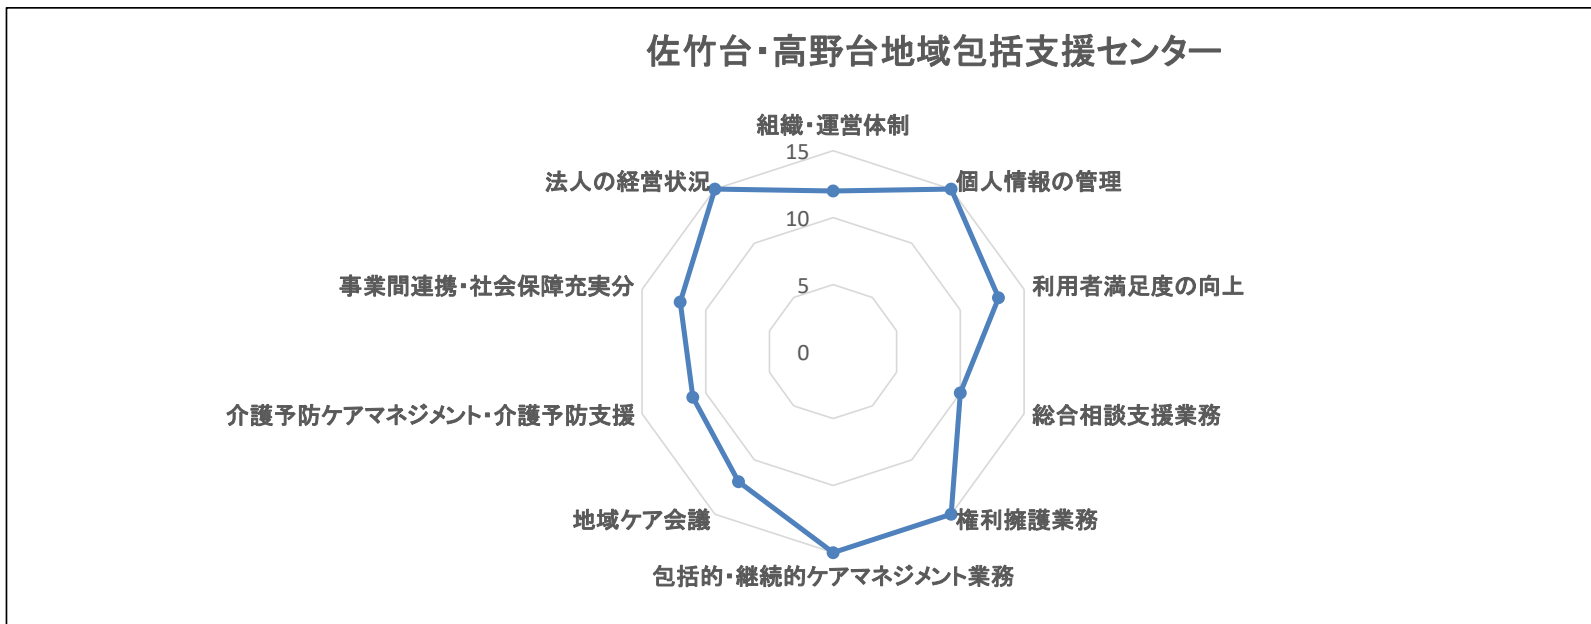 佐竹台・高野台地域包括支援センター
組織・運営体制
15
法人の経営状況
個人情報の管理
10
事業間連携・社会保障充実分
5
利用者満足度の向上
0
介護予防ケアマネジメント・介護予防支援
総合相談支援業務
地域ケア会議
権利擁護業務
包括的・継続的ケアマネジメント業務